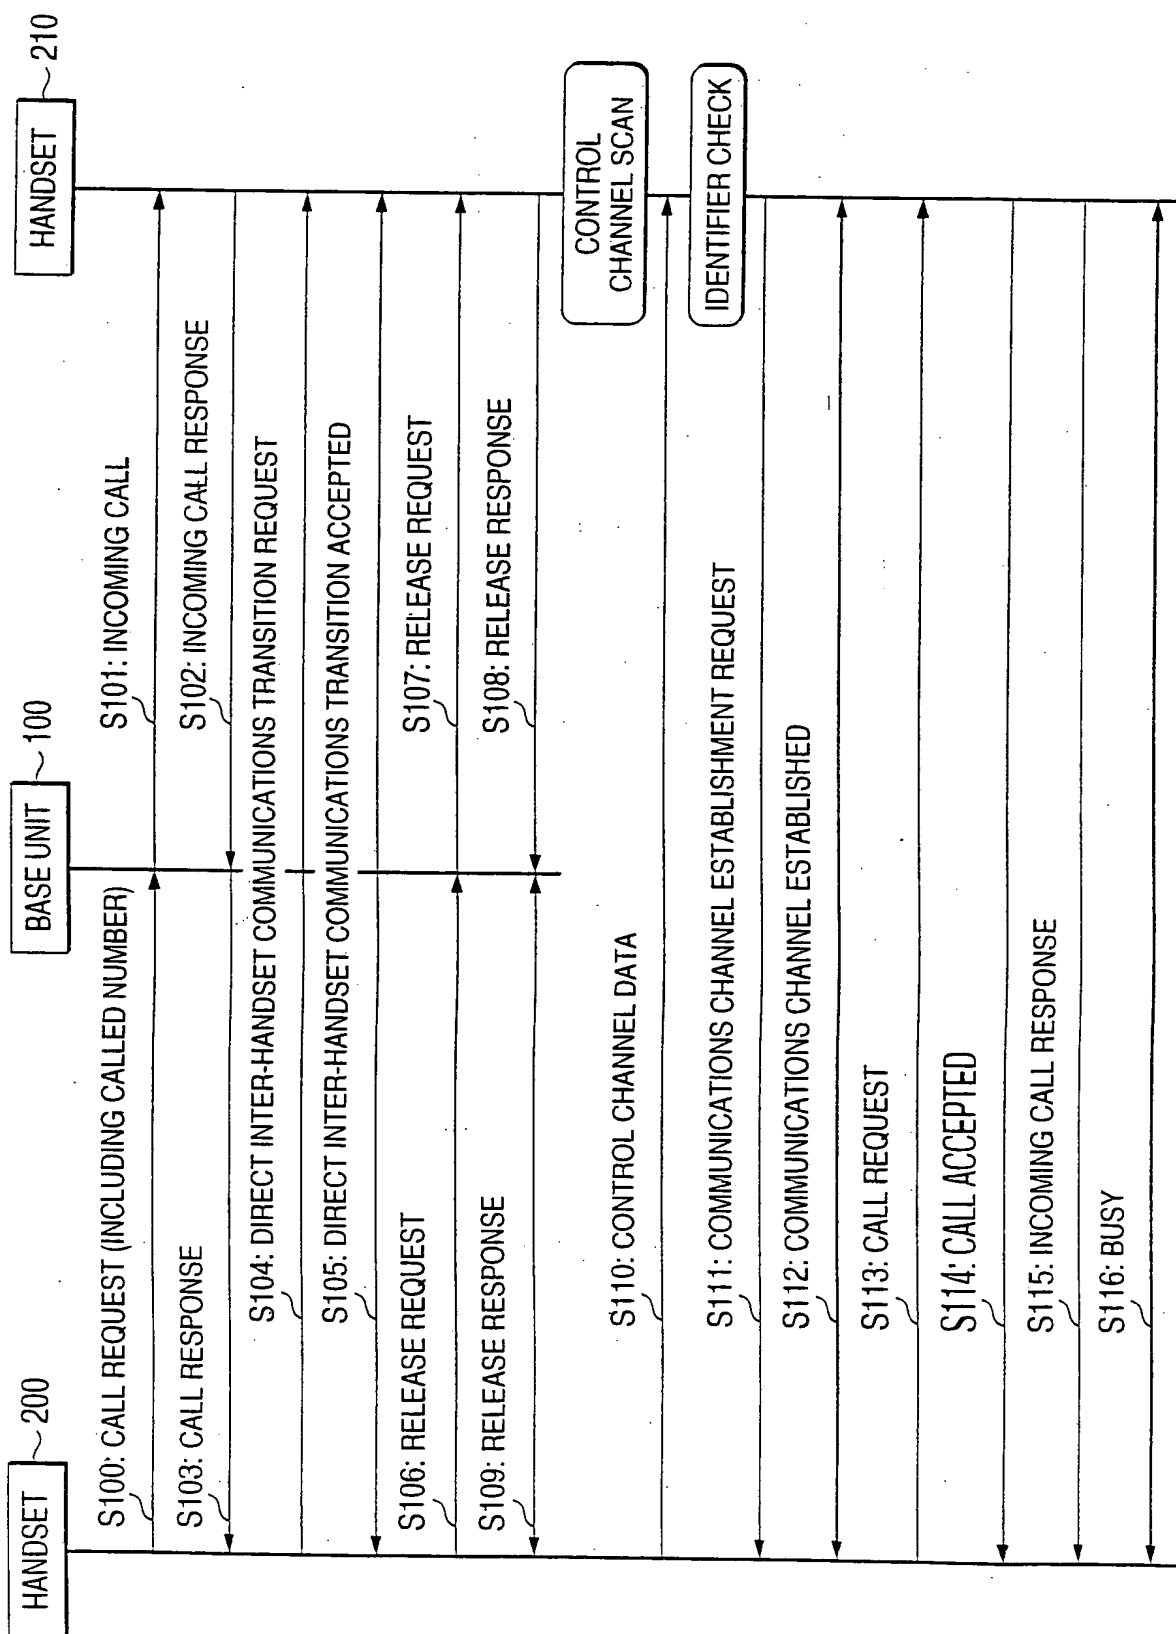 HANDSET
200
BASE UNIT
100
HANDSET
210
S100: CALL REQUEST (INCLUDING CALLED NUMBER)
S101: INCOMING CALL
S102: INCOMING CALL RESPONSE
S103: CALL RESPONSE
S104: DIRECT INTER-HANDSET COMMUNICATIONS TRANSITION REQUEST
S105: DIRECT INTER-HANDSET COMMUNICATIONS TRANSITION ACCEPTED
S106: RELEASE REQUEST
S107: RELEASE REQUEST
S108: RELEASE RESPONSE
S109: RELEASE RESPONSE
CONTROL
CHANNEL SCAN
S110: CONTROL CHANNEL DATA
IDENTIFIER CHECK
S111: COMMUNICATIONS CHANNEL ESTABLISHMENT REQUEST
S112: COMMUNICATIONS CHANNEL ESTABLISHED
S113: CALL REQUEST
S114: CALL ACCEPTED
S115: INCOMING CALL RESPONSE
S116: BUSY